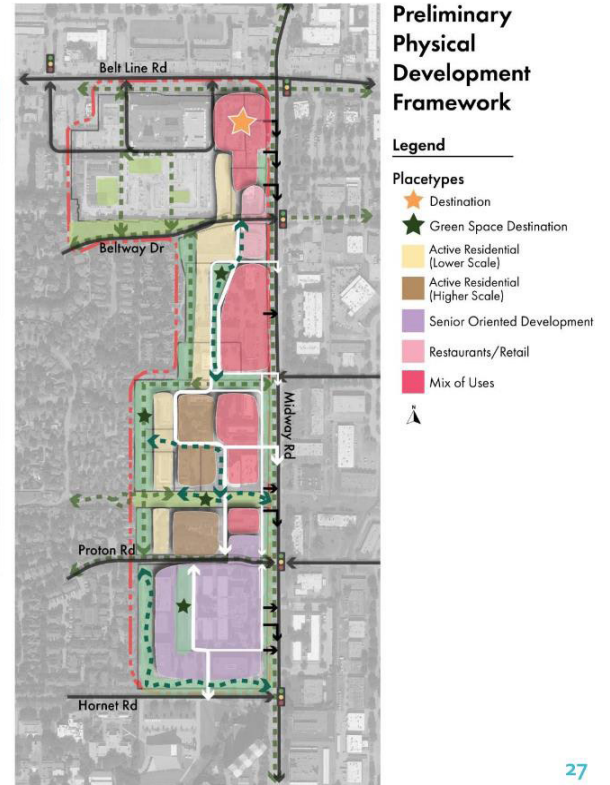 Preliminary
Physical
Development
Framework
Legend
Placetypes
Destination
Green Space Destination
Active Residential
(Lower Scale)
Active Residential
(Higher Scale)
Senior Oriented Development
Restaurants/Retail
Mix of Uses
N
Belt Line Rd
Beltway Dr
Midway Rd
Proton Rd
Hornet Rd
27